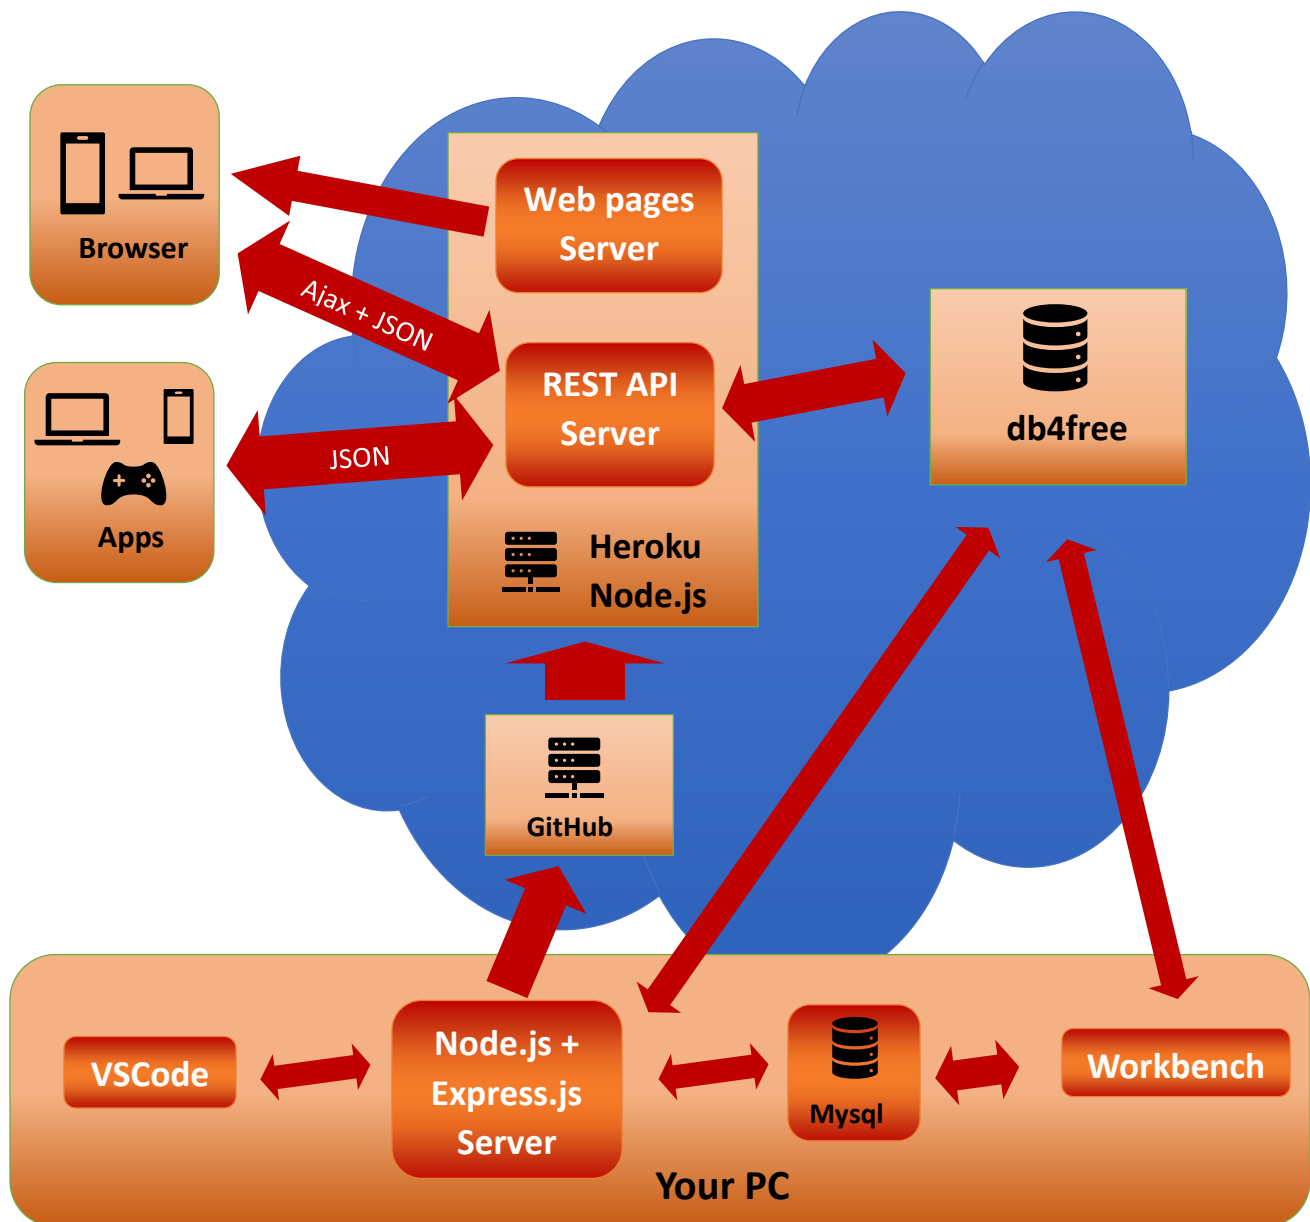 Browser
Web pages
Server
Ajax + JSON
REST API
Server
db4free
JSON
Apps
Heroku
Node.js
GitHub
VSCode
Node.js +
Express.js
Server
Mysql
Workbench
Your PC